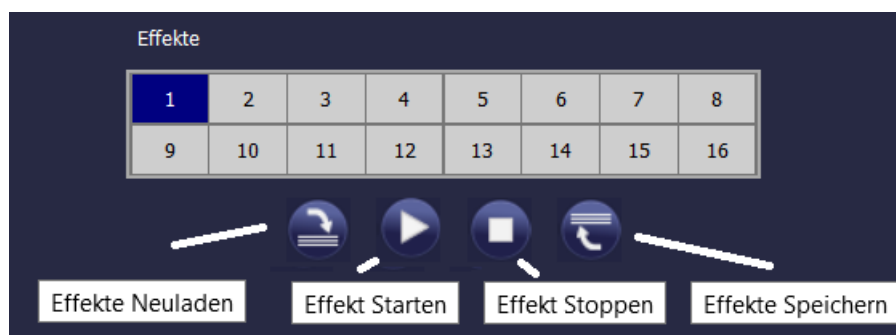 Effekte
1 2 3 4 5 6 7 8
9 10 11 12 13 14 15 16
Effekte Neuladen
Effekt Starten
Effekt Stoppen
Effekte Speichern